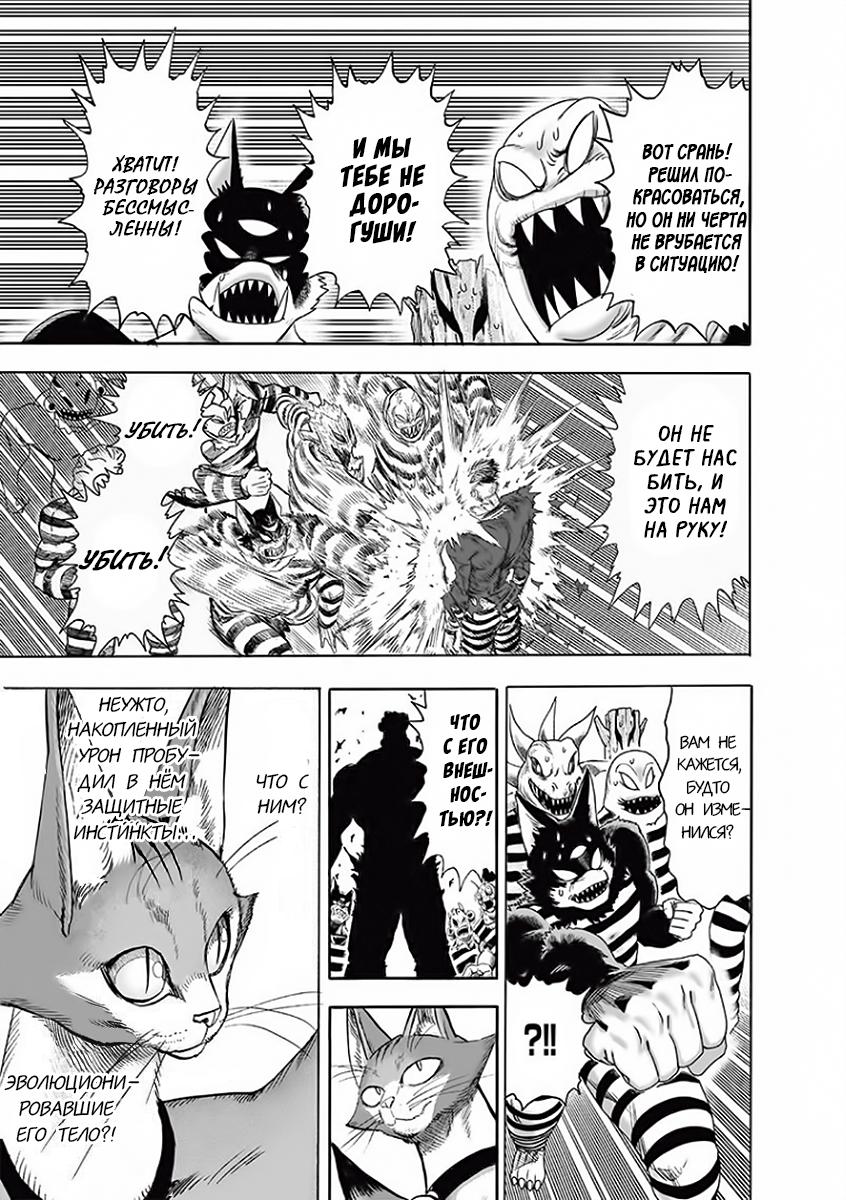 ВОТ СРАНЬ!
РЕШИЛ ПО-
КРАСОВАТЬСЯ,
НО ОН НИ ЧЕРТА
НЕ ВРУБАЕТСЯ
В СИТУАЦИЮ!
И МЫ
ТЕБЕ НЕ
ДОРО-
ГУШИ!
ХВАТИТ!
РАЗГОВОРЫ
БЕССМЫС-
ЛЕННЫ!
ОН НЕ
БУДЕТ НАС
БИТЬ, И
ЭТО НАМ
НА РУКУ!
УБИТЬ!
УБИТЬ!
ВАМ НЕ
КАЖЕТСЯ,
БУДТО
ОН ИЗМЕ-
НИЛСЯ?
?!!
ЧТО
С ЕГО
ВНЕШ-
НОС-
ТЬЮ?!
ЧТО С
НИМ?
НЕУЖТО,
НАКОПЛЕННЫЙ
УРОН ПРОБУ-
ДИЛ В НЁМ
ЗАЩИТНЫЕ
ИНСТИНКТЫ...
ЭВОЛЮЦИОНИ-
РОВАВШИЕ
ЕГО ТЕЛО?!